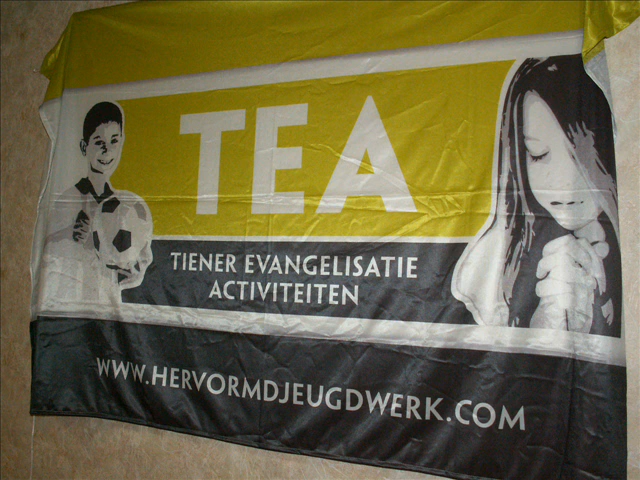 TEA
TIENER EVANGELISATIE
ACTIVITEITEN
WWW.HERVORMDJEUGDWERK.COM